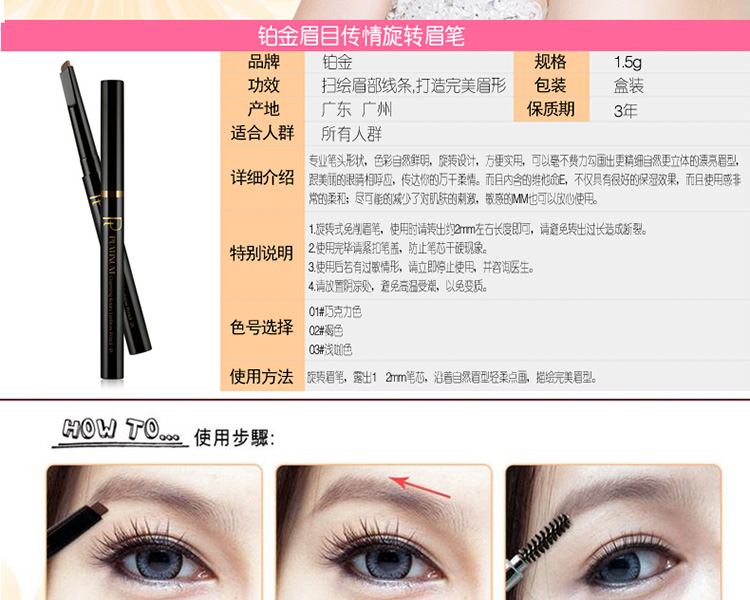 铂金眉目传情旋转眉笔
品牌 铂金 规格 1.5g
功效 扫绘眉部线条,打造完美眉形 包装 盒装
产地 广东 广州 保质期 3年
适合人群 所有人群
详细介绍
专业笔头形状，色彩自然鲜明，旋转设计，方便实用，可以毫不费力勾画出更精细自然更立体的漂亮眉型，
跟美丽的眼睛相呼应，传达你的万千柔情。而且内含的维他命E，不仅具有很好的保湿效果，而且使用感非
常的柔和；尽可能的减少了对肌肤的刺激，敏感的MM也可以放心使用。
特别说明
1.旋转式免削眉笔，使用时请转出约2mm左右长度即可，请避免转出过长造成断裂。
2.使用完毕请紧扣笔盖，防止笔芯干硬现象。
3.使用后若有过敏情形，请立即停止使用，并咨询医生。
4.请放置阴凉处，避免高温受潮，以免变质。
色号选择
01#巧克力色
02#褐色
03#浅咖色
使用方法 旋转眉笔，露出1 2mm笔芯，沿着自然眉型轻柔点画，描绘完美眉型。
HOW TO... 使用步驟: